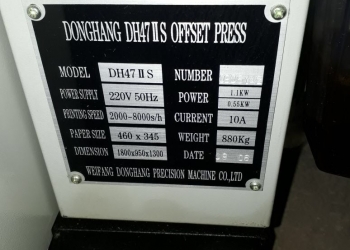 DONGHANG DH47ⅡS OFFSET PRESS
MODEL DH47ⅡS NUMBER
POWER SUPPLY 220V 50Hz POWER 1.1KW 0.55KW
PRINTING SPEED 2000-8000s/h CURRENT 10A
PAPER SIZE 460 x 345 WEIGHT 880Kg
DIMENSION 1800x950x1300 DATE
WEIFANG DONGHANG PRECISION MACHINE CO.,LTD